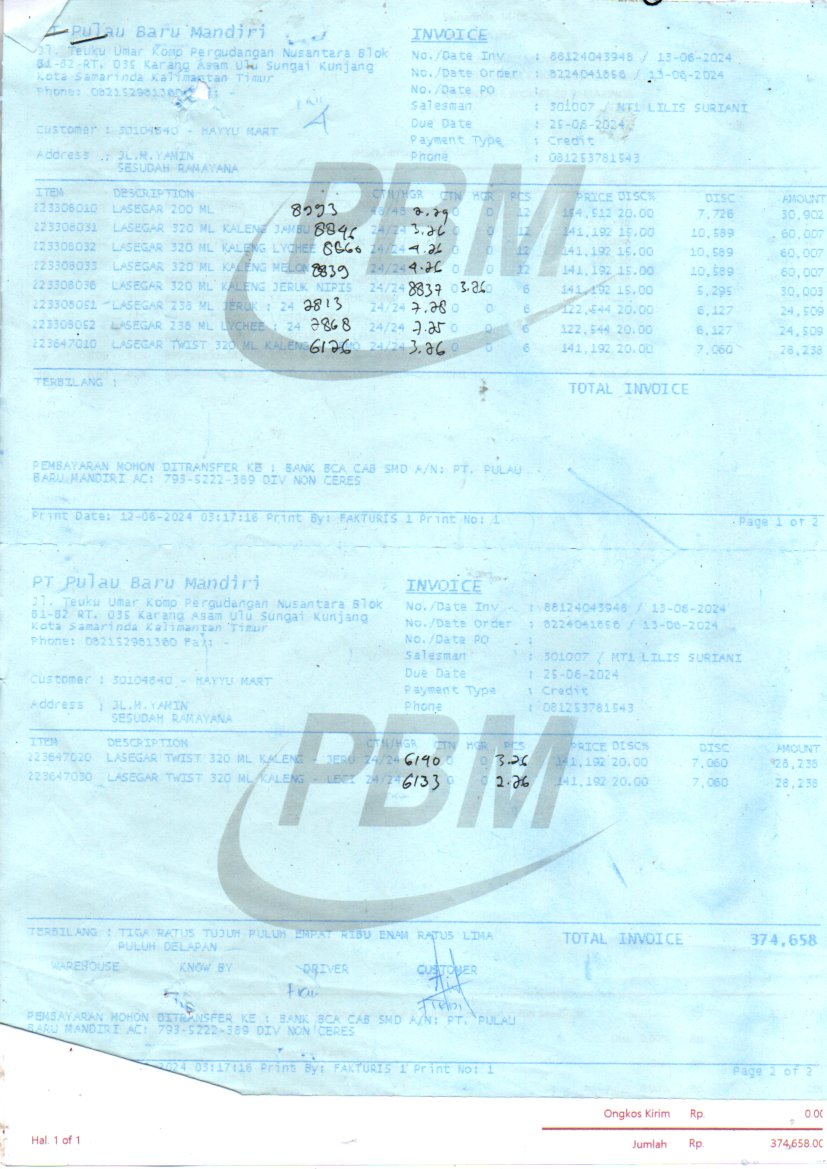 PT Pulau Baru Mandiri
Jl. Teuku Umar Komp Pergudangan Nusantara Blok
B1-B2-RT. 035 Karang Asam Ulu Sungai Kunjang
Kota Samarinda Kalimantan Timur
Phone: 082152981380 Fax: -
Customer : 30104840 - MAYYU MART
Address : JL.M.YAMIN
SESUDAH RAMAYANA
INVOICE
No./Date Inv : 88124043948 / 13-06-2024
No./Date Order : 8224041856 / 13-06-2024
No./Date PO :
Salesman : 301007 / MT1 LILIS SURIANI
Due Date : 25-06-2024
Payment Type : Credit
Phone : 081253781543
PBM
ITEM DESCRIPTION CTN/HGR CTN HGR PCS PRICE DISC% DISC AMOUNT
223306010 LASEGAR 200 ML 8993 48/48 2.29 0 0 12 154,512 20.00 7,726 30,902
223308031 LASEGAR 320 ML KALENG JAMBU 8846 24/24 3.26 0 0 12 141,192 15.00 10,589 60,007
223308032 LASEGAR 320 ML KALENG LYCHEE 8860 24/24 4.26 0 0 12 141,192 15.00 10,589 60,007
223308033 LASEGAR 320 ML KALENG MELON 8839 24/24 4.26 0 0 12 141,192 15.00 10,589 60,007
223308036 LASEGAR 320 ML KALENG JERUK NIPIS 24/24 8837 3.26 0 6 141,192 15.00 5,295 30,003
223308051 LASEGAR 238 ML JERUK : 24 2813 24/24 7.28 0 0 6 122,544 20.00 6,127 24,509
223308052 LASEGAR 238 ML LYCHEE : 24 2868 24/24 7.25 0 0 6 122,544 20.00 6,127 24,509
223647010 LASEGAR TWIST 320 ML KALENG 6126 24/24 3.26 0 0 6 141,192 20.00 7,060 28,238
TERBILANG :
TOTAL INVOICE
PEMBAYARAN MOHON DITRANSFER KE : BANK BCA CAB SMD A/N: PT. PULAU
BARU MANDIRI AC: 793-5222-389 DIV NON CERES
Print Date: 12-06-2024 03:17:16 Print By: FAKTURIS 1 Print No: 1
Page 1 of 2
PT Pulau Baru Mandiri
Jl. Teuku Umar Komp Pergudangan Nusantara Blok
B1-B2 RT. 035 Karang Asam Ulu Sungai Kunjang
Kota Samarinda Kalimantan Timur
Phone: 082152981380 Fax: -
Customer : 30104840 - MAYYU MART
Address : JL.M.YAMIN
SESUDAH RAMAYANA
INVOICE
No./Date Inv : 88124043948 / 13-06-2024
No./Date Order : 8224041856 / 13-06-2024
No./Date PO :
Salesman : 301007 / MT1 LILIS SURIANI
Due Date : 25-06-2024
Payment Type : Credit
Phone : 081253781543
PBM
ITEM DESCRIPTION CTN/HGR CTN HGR PCS PRICE DISC% DISC AMOUNT
223647020 LASEGAR TWIST 320 ML KALENG - JERU 24/24 6190 0 3.26 141,192 20.00 7,060 28,238
223647030 LASEGAR TWIST 320 ML KALENG - LECI 24/24 6133 0 2.26 141,192 20.00 7,060 28,238
TERBILANG : TIGA RATUS TUJUH PULUH EMPAT RIBU ENAM RATUS LIMA
PULUH DELAPAN
TOTAL INVOICE 374,658
WAREHOUSE KNOW BY DRIVER CUSTOMER
PEMBAYARAN MOHON DITRANSFER KE : BANK BCA CAB SMD A/N: PT. PULAU
BARU MANDIRI AC: 793-5222-389 DIV NON CERES
2024 03:17:16 Print By: FAKTURIS 1 Print No: 1
Page 2 of 2
Ongkos Kirim Rp. 0.00
Hal. 1 of 1
Jumlah Rp. 374,658.00